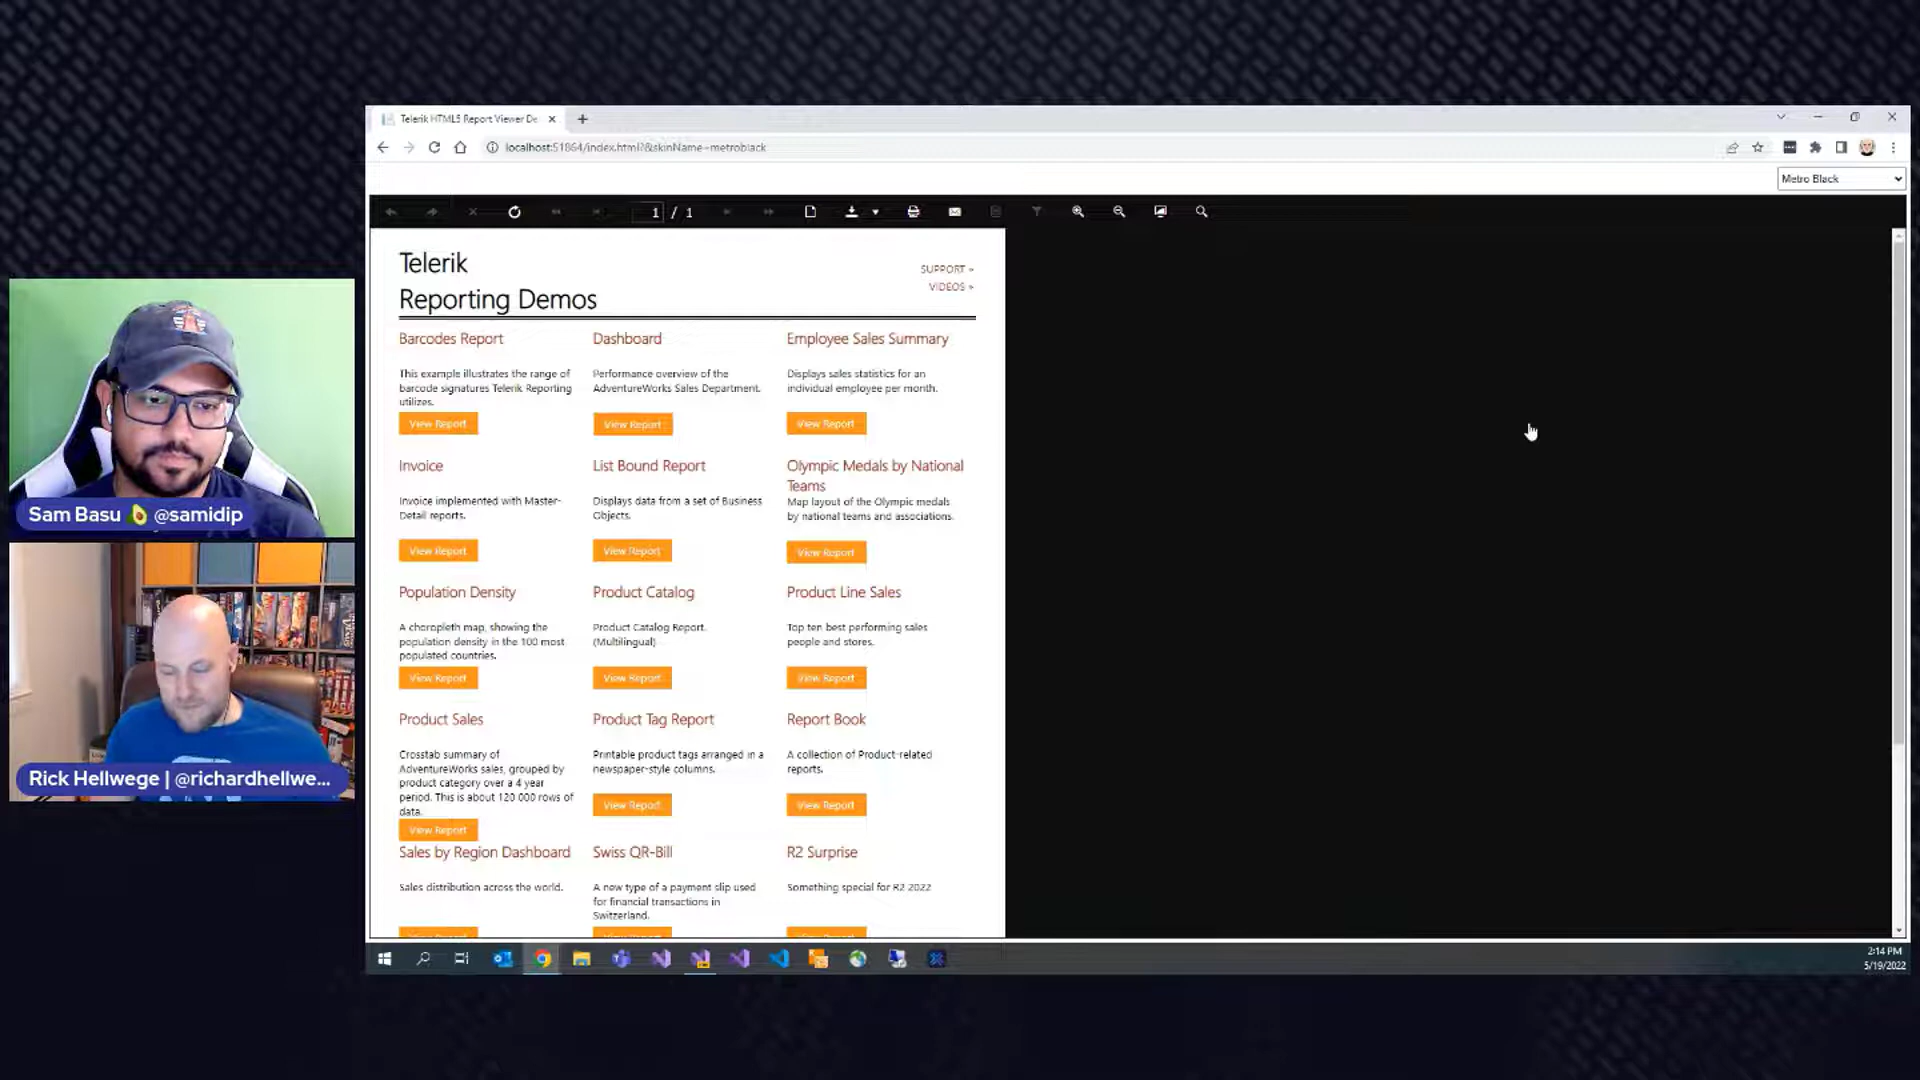 Telerik HTML5 Report Viewer De
localhost:51864/index.html?&skinName=metroblack
Metro Black
1 / 1
Telerik
Reporting Demos
SUPPORT »
VIDEOS »
Barcodes Report
This example illustrates the range of
barcode signatures Telerik Reporting
utilizes.
View Report
Dashboard
Performance overview of the
AdventureWorks Sales Department.
View Report
Employee Sales Summary
Displays sales statistics for an
individual employee per month.
View Report
Invoice
Invoice implemented with Master-
Detail reports.
View Report
List Bound Report
Displays data from a set of Business
Objects.
View Report
Olympic Medals by National
Teams
Map layout of the Olympic medals
by national teams and associations.
View Report
Population Density
A choropleth map, showing the
population density in the 100 most
populated countries.
View Report
Product Catalog
Product Catalog Report.
(Multilingual)
View Report
Product Line Sales
Top ten best performing sales
people and stores.
View Report
Product Sales
Crosstab summary of
AdventureWorks sales, grouped by
product category over a 4 year
period. This is about 120 000 rows of
data.
View Report
Product Tag Report
Printable product tags arranged in a
newspaper-style columns.
View Report
Report Book
A collection of Product-related
reports.
View Report
Sales by Region Dashboard
Sales distribution across the world.
View Report
Swiss QR-Bill
A new type of a payment slip used
for financial transactions in
Switzerland.
View Report
R2 Surprise
Something special for R2 2022
View Report
Sam Basu 🥑 @samidip
Rick Hellwege | @richardhellwe...
2:14 PM
5/19/2022